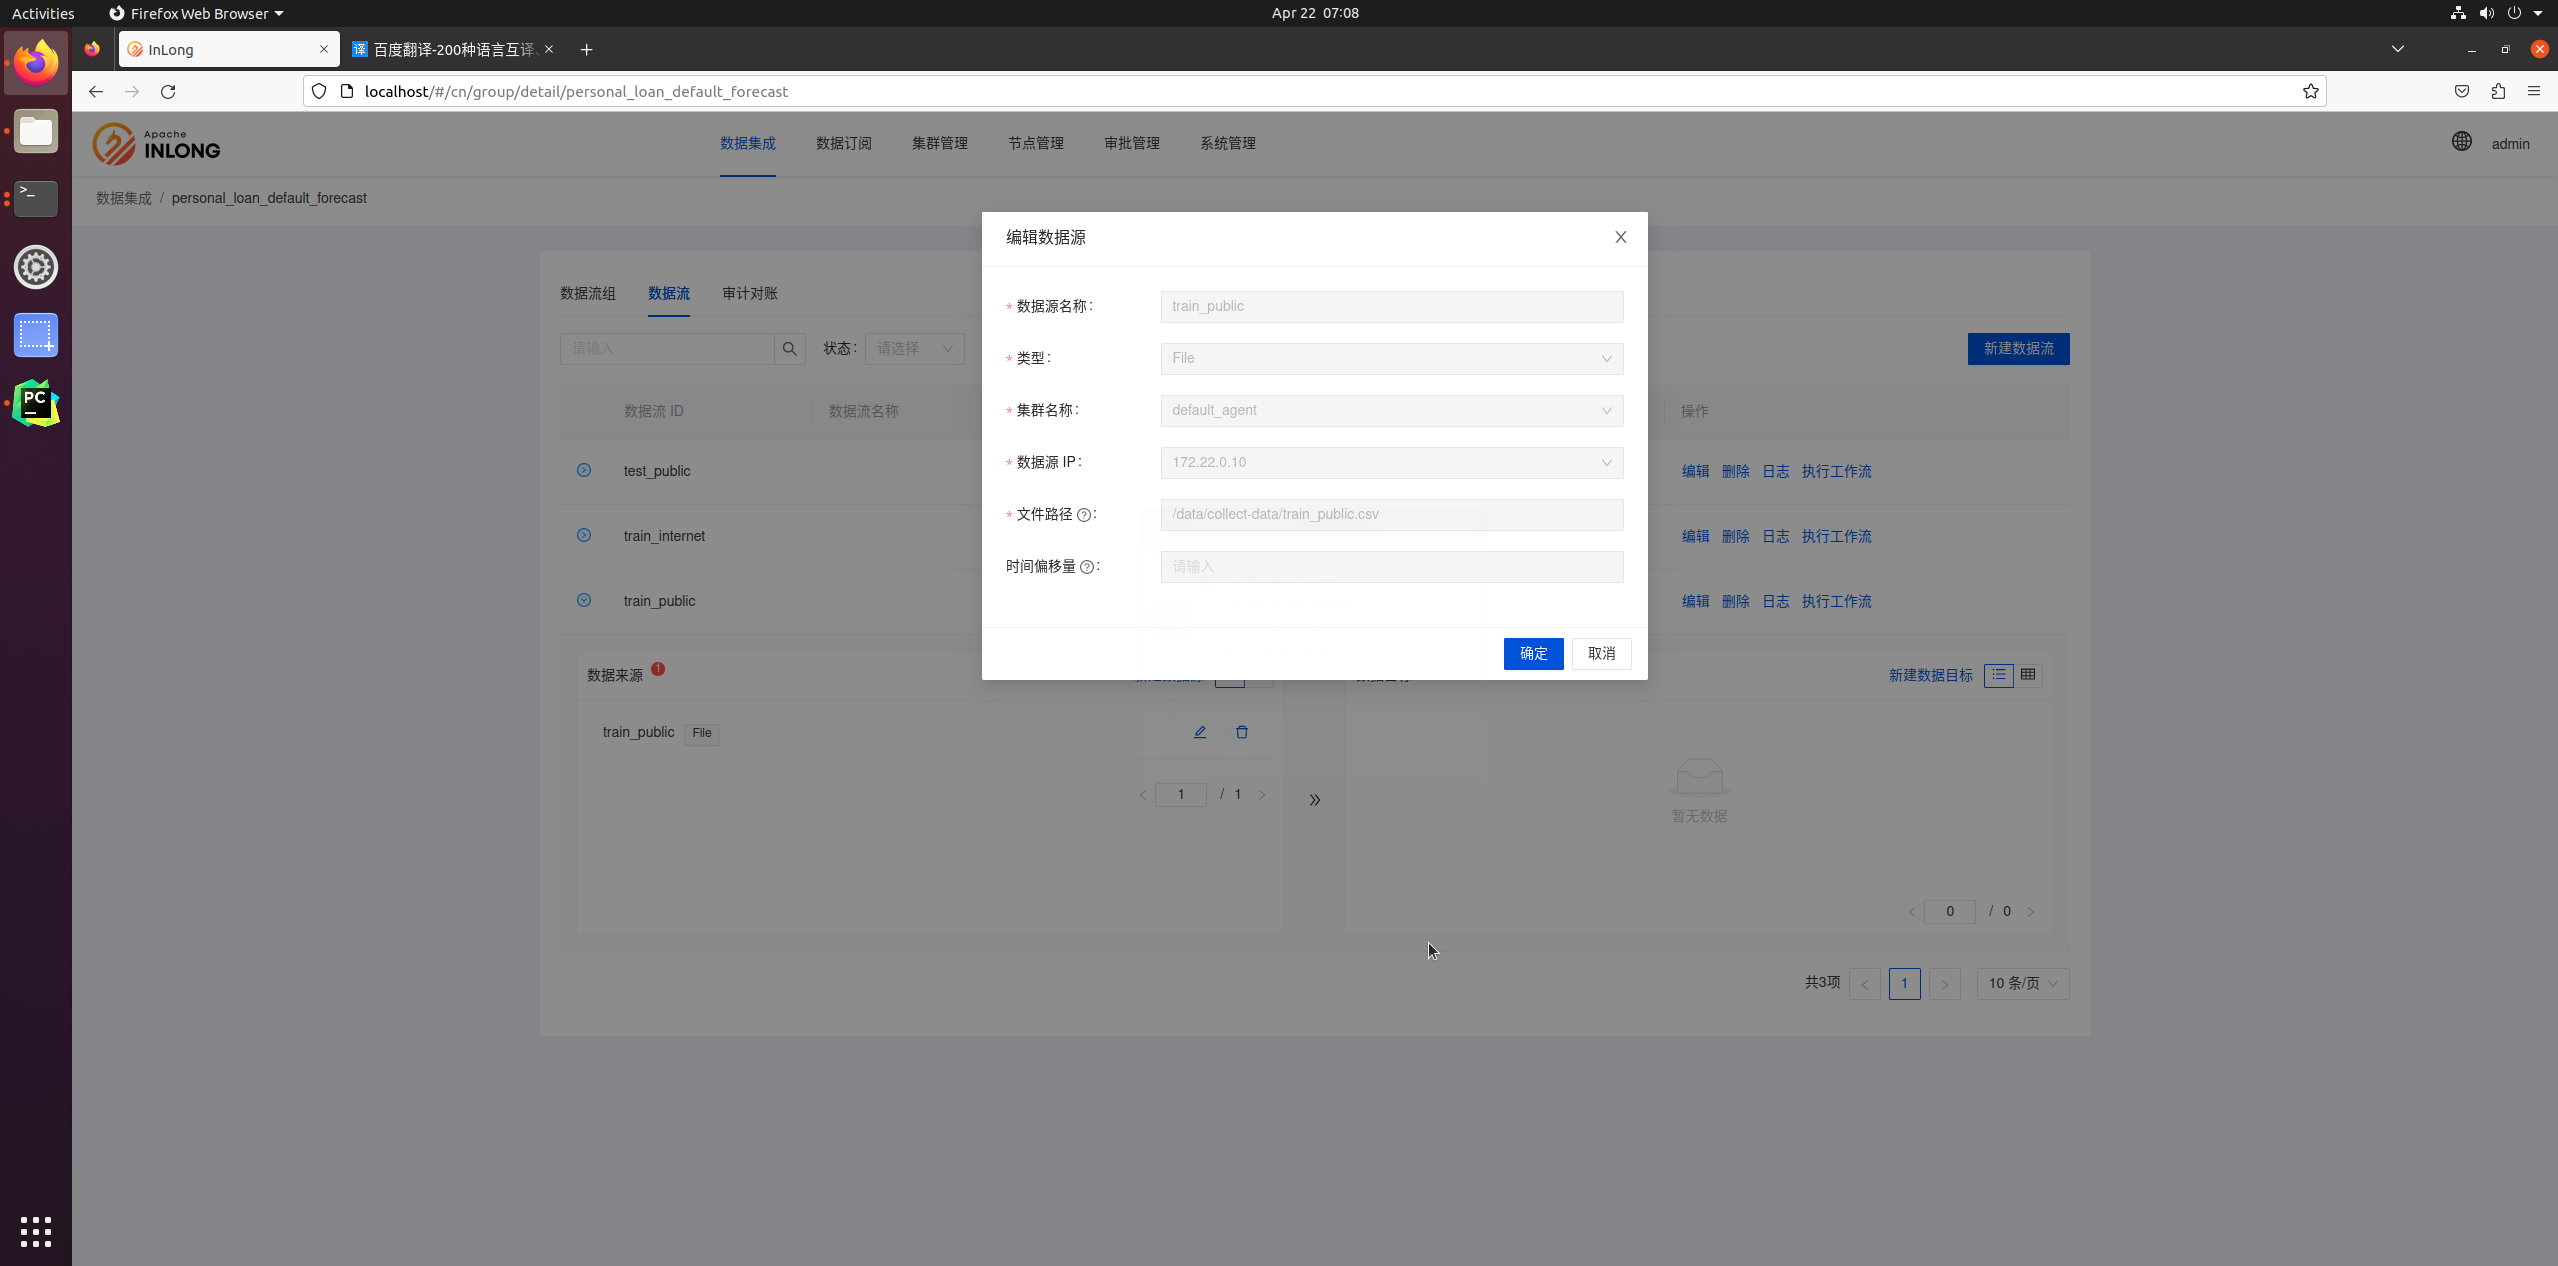 Activities
Firefox Web Browser
Apr 22 07:08
InLong
百度翻译-200种语言互译、
localhost/#/cn/group/detail/personal_loan_default_forecast
Apache
INLONG
数据集成
数据订阅
集群管理
节点管理
审批管理
系统管理
admin
数据集成 / personal_loan_default_forecast
编辑数据源
* 数据源名称: train_public
* 类型: File
* 集群名称: default_agent
* 数据源 IP: 172.22.0.10
* 文件路径 ?: /data/collect-data/train_public.csv
时间偏移量 ?: 请输入
确定
取消
数据流组
数据流
审计对账
请输入
状态: 请选择
新建数据流
数据流 ID
数据流名称
操作
test_public
编辑 删除 日志 执行工作流
train_internet
编辑 删除 日志 执行工作流
train_public
编辑 删除 日志 执行工作流
数据来源 1
新建数据目标
train_public File
1 / 1
»
暂无数据
0 / 0
共3项
1
10 条/页
>_
PC